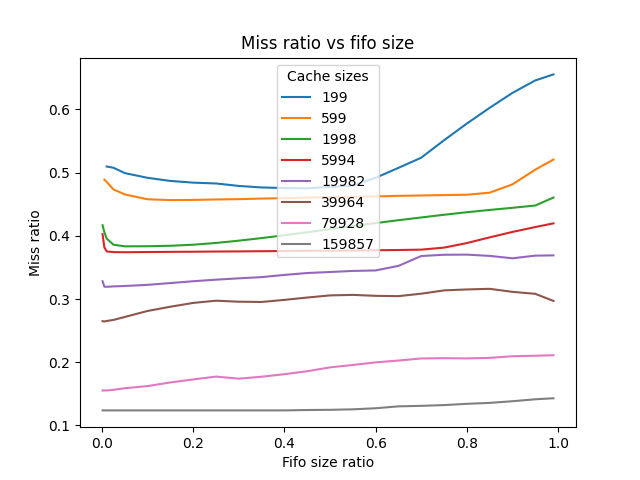 Miss ratio vs fifo size
Cache sizes
199
599
1998
5994
19982
39964
79928
159857
Miss ratio
0.6
0.5
0.4
0.3
0.2
0.1
0.0 0.2 0.4 0.6 0.8 1.0
Fifo size ratio